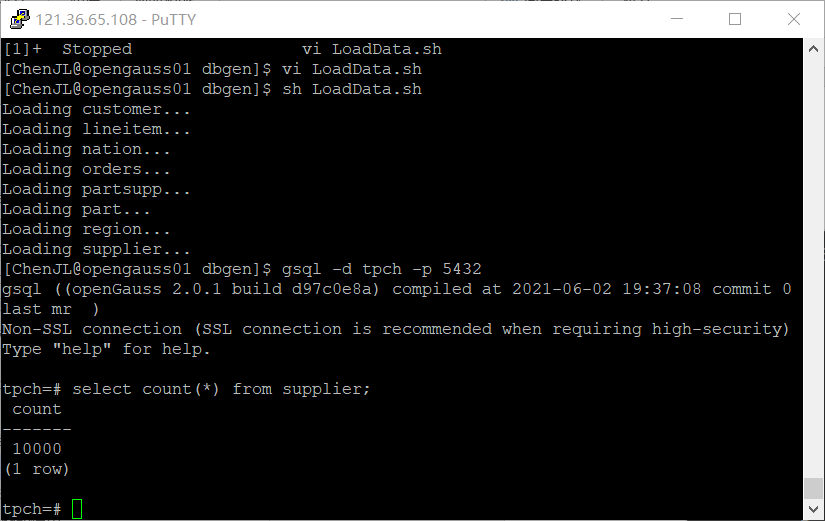 121.36.65.108 - PuTTY
[1]+  Stopped                 vi LoadData.sh
[ChenJL@opengauss01 dbgen]$ vi LoadData.sh
[ChenJL@opengauss01 dbgen]$ sh LoadData.sh
Loading customer...
Loading lineitem...
Loading nation...
Loading orders...
Loading partsupp...
Loading part...
Loading region...
Loading supplier...
[ChenJL@opengauss01 dbgen]$ gsql -d tpch -p 5432
gsql ((openGauss 2.0.1 build d97c0e8a) compiled at 2021-06-02 19:37:08 commit 0
last mr  )
Non-SSL connection (SSL connection is recommended when requiring high-security)
Type "help" for help.
tpch=# select count(*) from supplier;
 count
-------
 10000
(1 row)
tpch=#